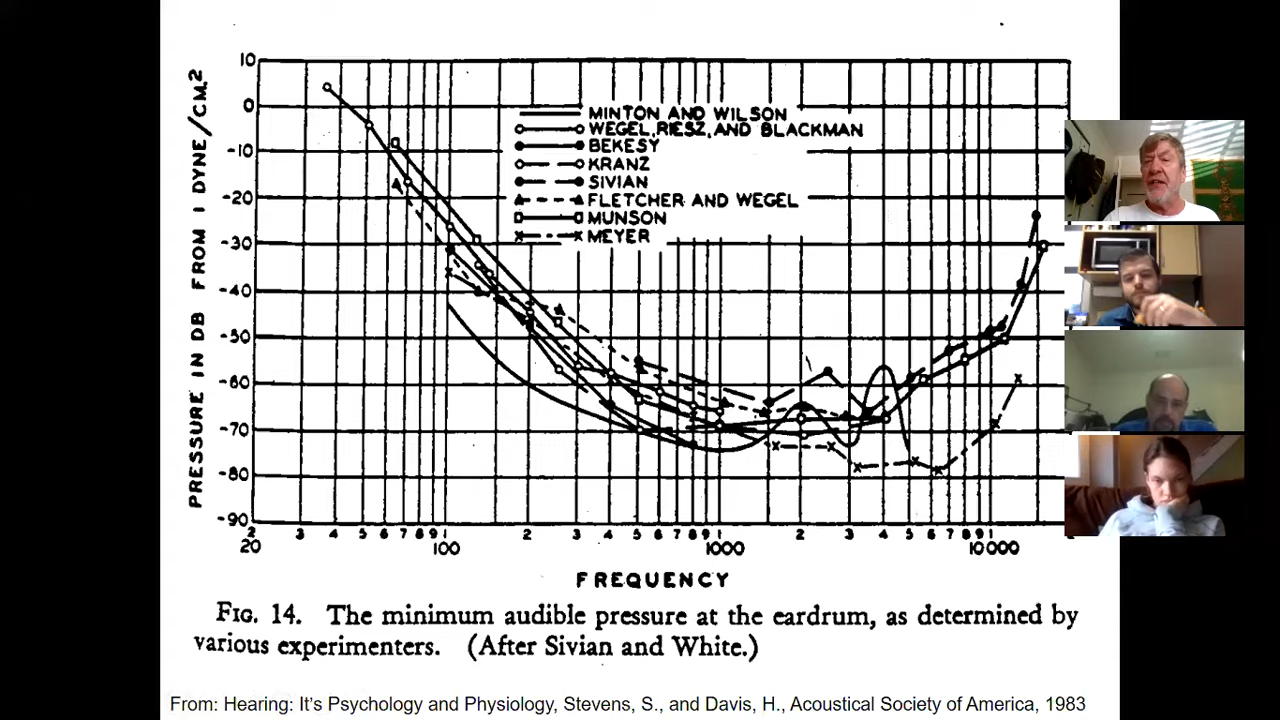 PRESSURE IN DB FROM 1 DYNE/CM.²
10
0
-10
-20
-30
-40
-50
-60
-70
-80
-90
MINTON AND WILSON
WEGEL, RIESZ, AND BLACKMAN
BEKESY
KRANZ
SIVIAN
FLETCHER AND WEGEL
MUNSON
MEYER
2 3 4 5 6 7 8 9 1 2 3 4 5 6 7 8 9 1 2 3 4 5 6 7 8 9 1
20 100 1000 10000
FREQUENCY
FIG. 14. The minimum audible pressure at the eardrum, as determined by
various experimenters. (After Sivian and White.)
From: Hearing: It's Psychology and Physiology, Stevens, S., and Davis, H., Acoustical Society of America, 1983